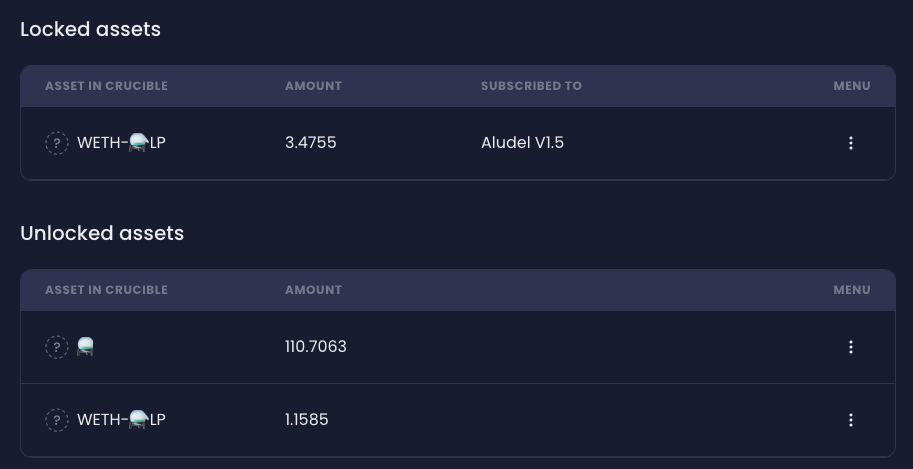 Locked assets
ASSET IN CRUCIBLE AMOUNT SUBSCRIBED TO MENU
? WETH-⚗️LP 3.4755 Aludel V1.5
Unlocked assets
ASSET IN CRUCIBLE AMOUNT MENU
? ⚗️ 110.7063
? WETH-⚗️LP 1.1585